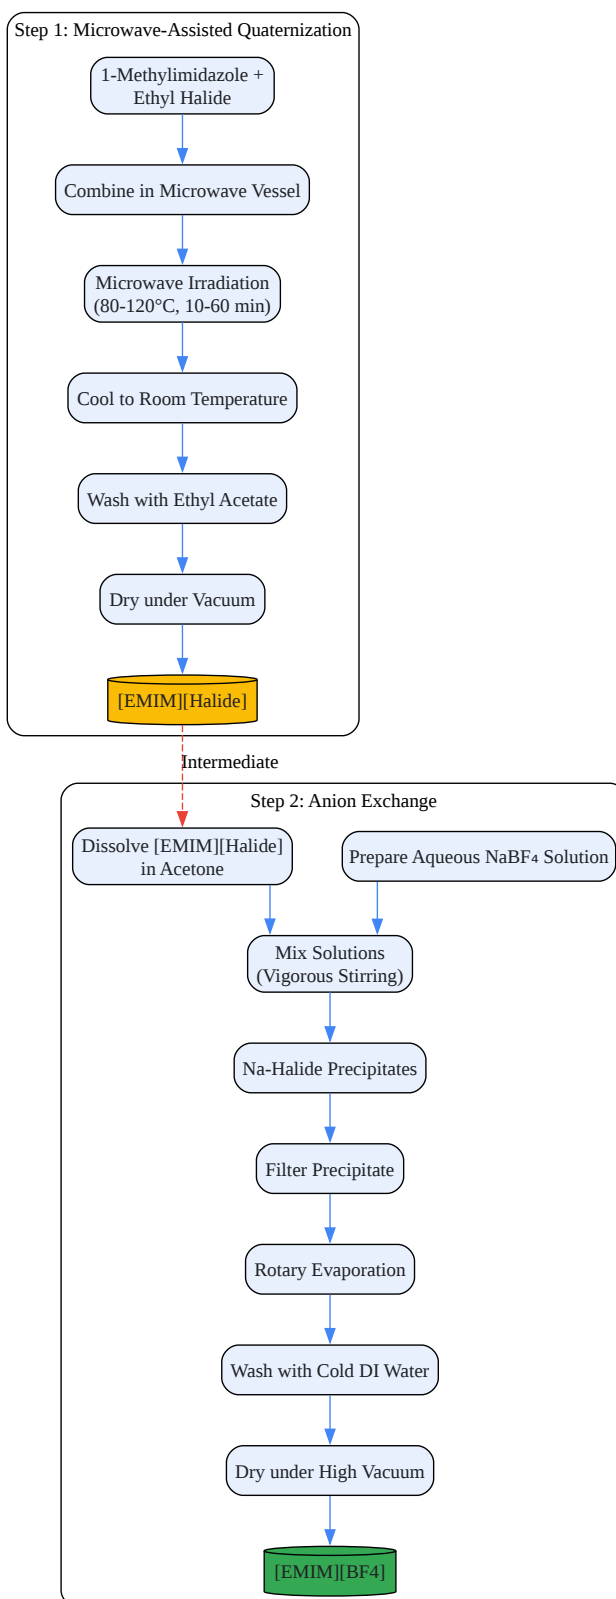 Step 1: Microwave-Assisted Quaternization
1-Methylimidazole +
Ethyl Halide
Combine in Microwave Vessel
Microwave Irradiation
(80-120°C, 10-60 min)
Cool to Room Temperature
Wash with Ethyl Acetate
Dry under Vacuum
[EMIM][Halide]
Intermediate
Step 2: Anion Exchange
Dissolve [EMIM][Halide]
in Acetone
Prepare Aqueous NaBF₄ Solution
Mix Solutions
(Vigorous Stirring)
Na-Halide Precipitates
Filter Precipitate
Rotary Evaporation
Wash with Cold DI Water
Dry under High Vacuum
[EMIM][BF4]